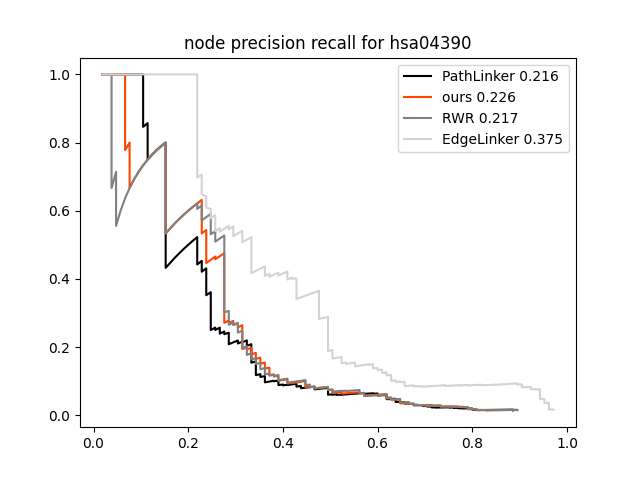 node precision recall for hsa04390
PathLinker 0.216
ours 0.226
RWR 0.217
EdgeLinker 0.375
1.0
0.8
0.6
0.4
0.2
0.0
0.0 0.2 0.4 0.6 0.8 1.0